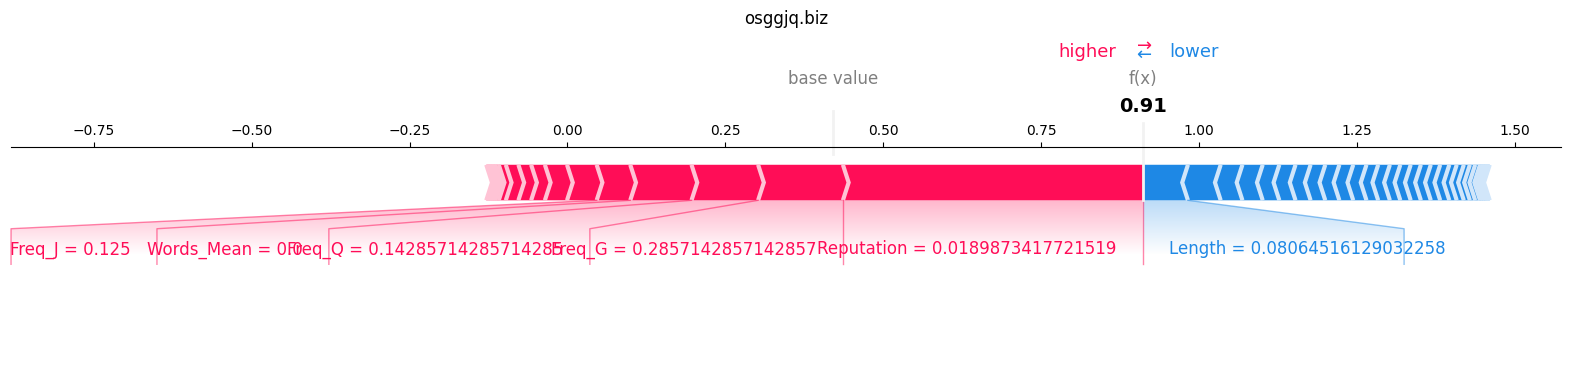 osggjq.biz
higher ⇄ lower
base value f(x)
0.91
−0.75 −0.50 −0.25 0.00 0.25 0.50 0.75 1.00 1.25 1.50
Freq_J = 0.125 Words_Mean = 0.0 Freq_Q = 0.14285714285714285 Freq_G = 0.2857142857142857 Reputation = 0.0189873417721519 Length = 0.08064516129032258